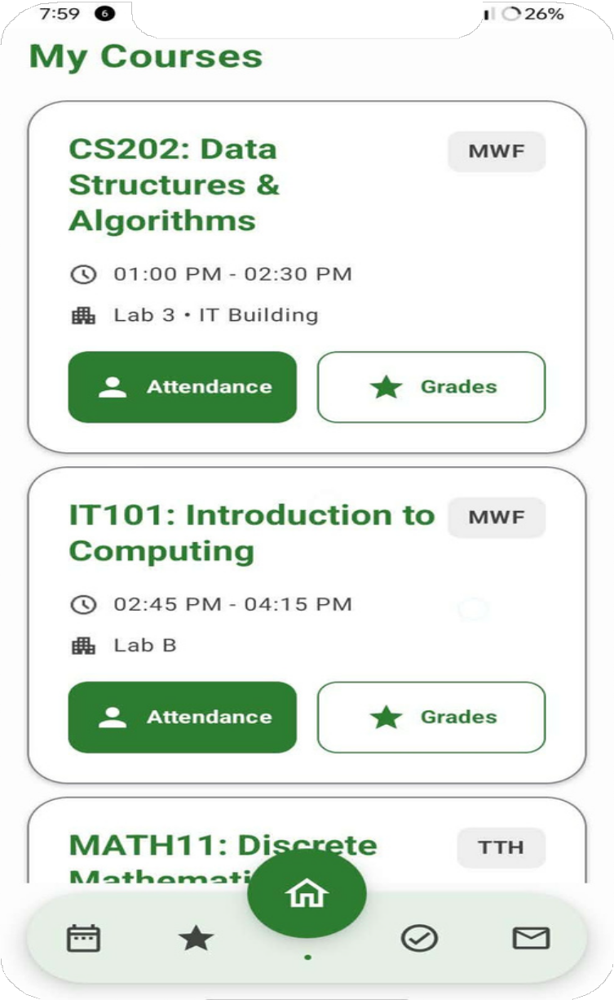 7:59 6 26%
My Courses
CS202: Data MWF
Structures &
Algorithms
01:00 PM - 02:30 PM
Lab 3 • IT Building
Attendance Grades
IT101: Introduction to MWF
Computing
02:45 PM - 04:15 PM
Lab B
Attendance Grades
MATH11: Discrete TTH